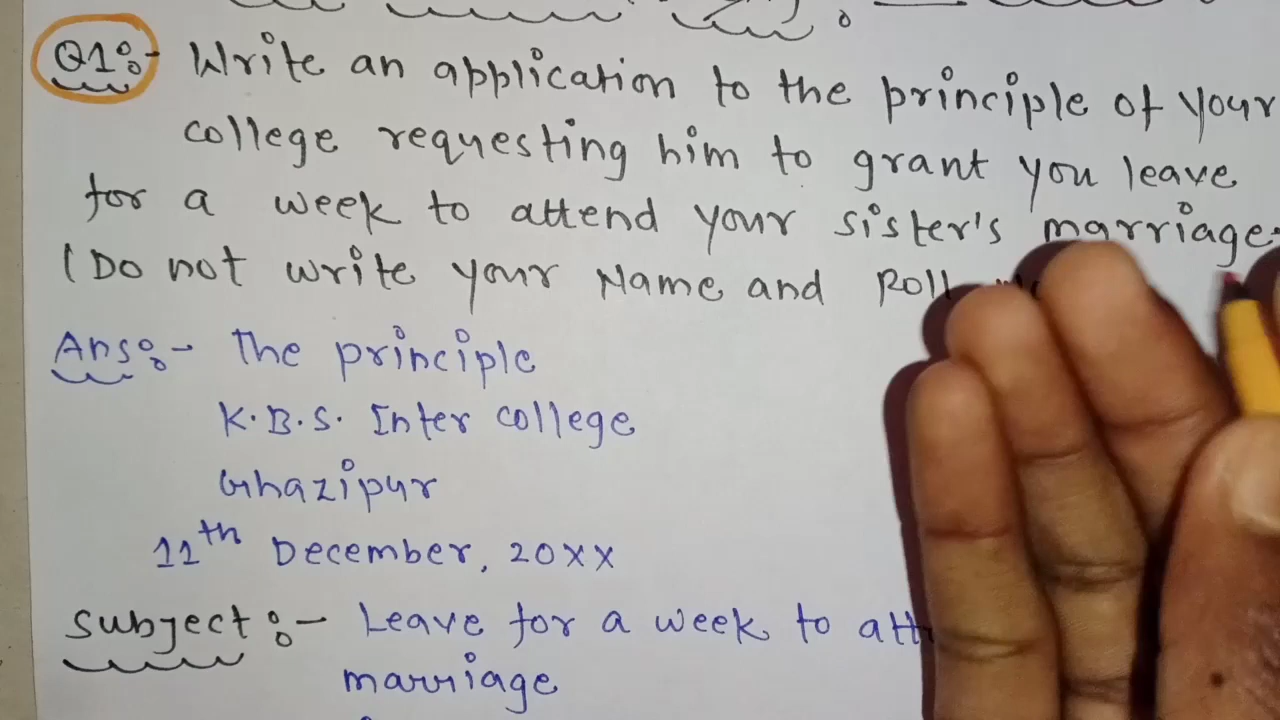 Q1:- Write an application to the principle of your
college requesting him to grant you leave
for a week to attend your sister's marriage.
(Do not write your Name and Roll
Ans:- The principle
K.B.S. Inter college
Ghazipur
11th December, 20XX
Subject:- Leave for a week to
marriage